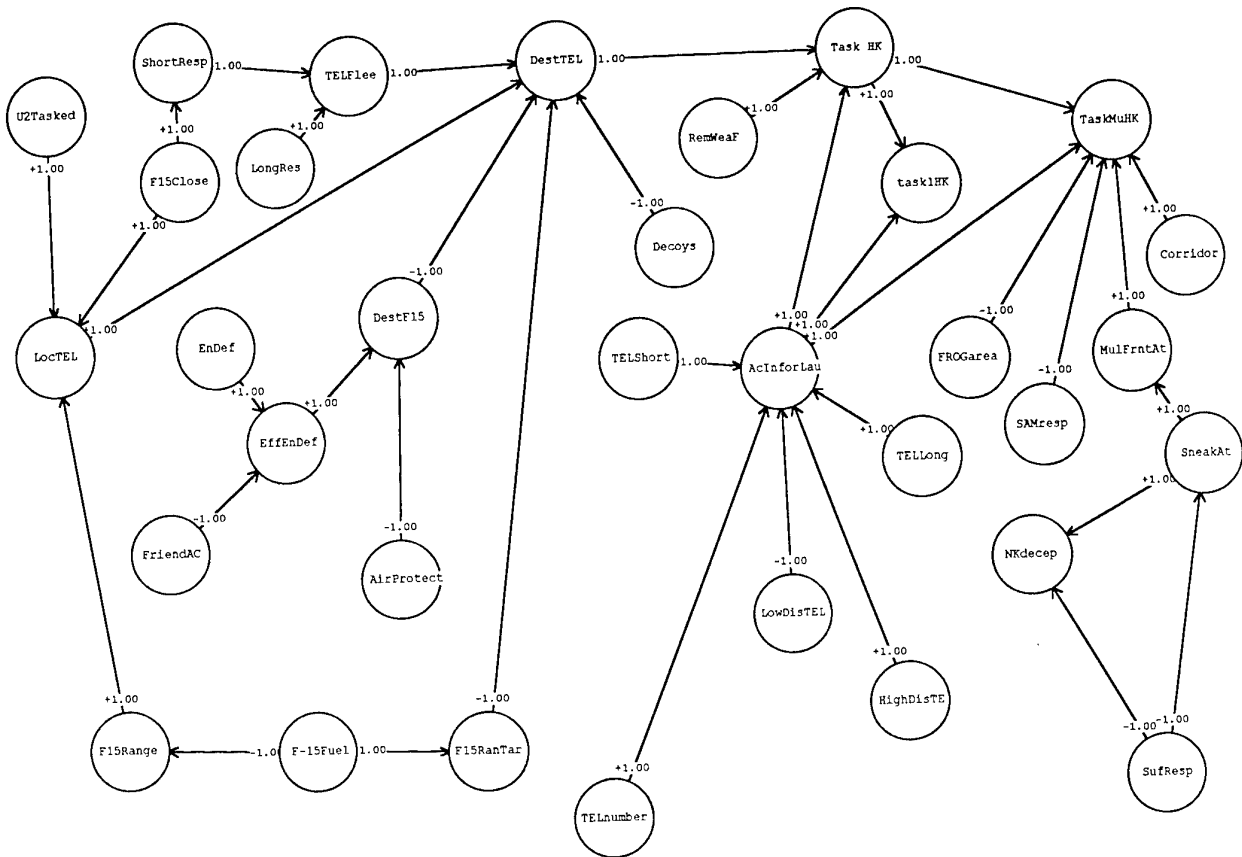 ShortResp
1.00
TELFlee
1.00
DestTEL
1.00
Task HK
1.00
+1.00
U2Tasked
+1.00
+1.00
F15Close
+1.00
LongRes
+1.00
RemWeaF
+1.00
TaskMuHK
task1HK
-1.00
Decoys
+1.00
Corridor
-1.00
DestF15
LocTEL
+1.00
EnDef
+1.00
EffEnDef
+1.00
-1.00
FriendAC
-1.00
AirProtect
TELShort
1.00
+1.00
+1.00
+1.00
AcInforLau
-1.00
FROGarea
-1.00
SAMresp
+1.00
MulFrntAt
+1.00
SneakAt
+1.00
+1.00
TELLong
NKdecep
-1.00
LowDisTEL
+1.00
HighDisTE
+1.00
F15Range
-1.00
F-15Fuel
1.00
-1.00
F15RanTar
+1.00
TELnumber
-1.00
-1.00
SufResp